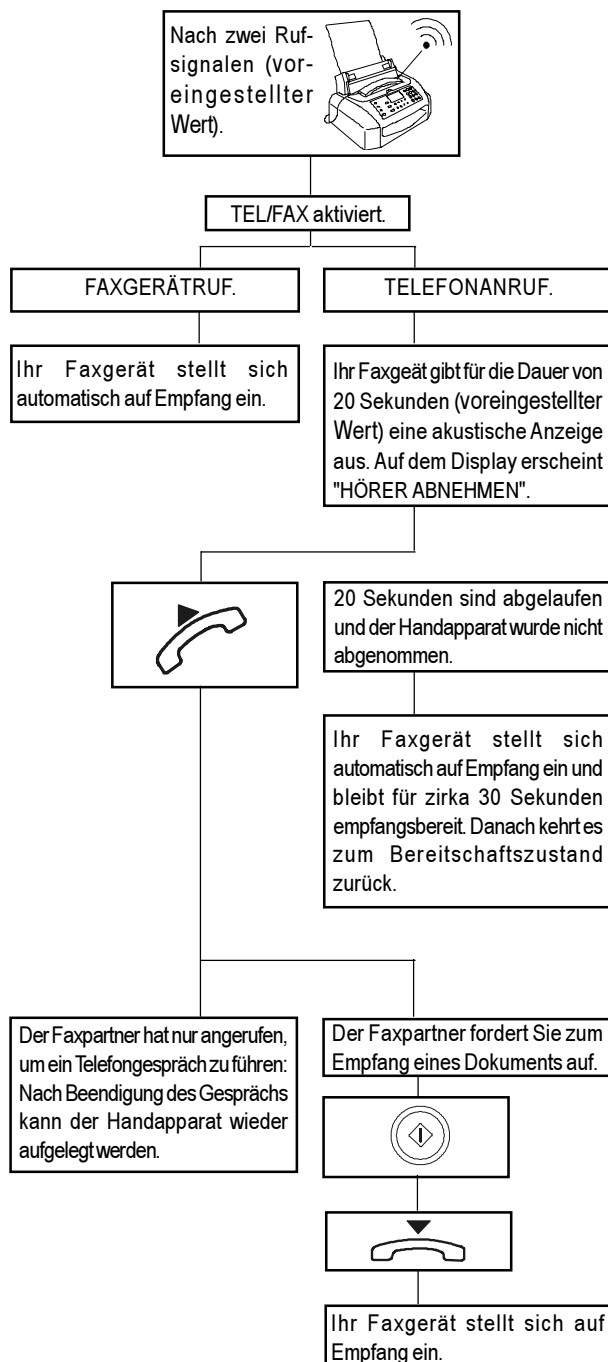 Nach zwei Ruf-
signalen (vor-
eingestellter
Wert).
TEL/FAX aktiviert.
FAXGERÄTRUF.
TELEFONANRUF.
Ihr Faxgerät stellt sich
automatisch auf Empfang ein.
Ihr Faxgeät gibt für die Dauer von
20 Sekunden (voreingestellter
Wert) eine akustische Anzeige
aus. Auf dem Display erscheint
"HÖRER ABNEHMEN".
20 Sekunden sind abgelaufen
und der Handapparat wurde nicht
abgenommen.
Ihr Faxgerät stellt sich
automatisch auf Empfang ein und
bleibt für zirka 30 Sekunden
empfangsbereit. Danach kehrt es
zum Bereitschaftszustand
zurück.
Der Faxpartner hat nur angerufen,
um ein Telefongespräch zu führen:
Nach Beendigung des Gesprächs
kann der Handapparat wieder
aufgelegt werden.
Der Faxpartner fordert Sie zum
Empfang eines Dokuments auf.
Ihr Faxgerät stellt sich auf
Empfang ein.